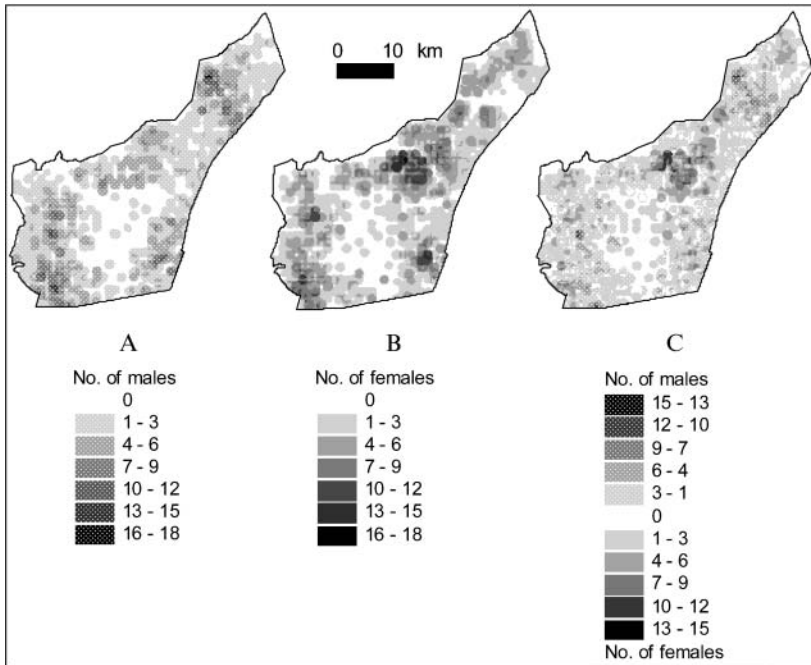 0 10 km
A
B
C
No. of males
0
1 - 3
4 - 6
7 - 9
10 - 12
13 - 15
16 - 18
No. of females
0
1 - 3
4 - 6
7 - 9
10 - 12
13 - 15
16 - 18
No. of males
15 - 13
12 - 10
9 - 7
6 - 4
3 - 1
0
1 - 3
4 - 6
7 - 9
10 - 12
13 - 15
No. of females